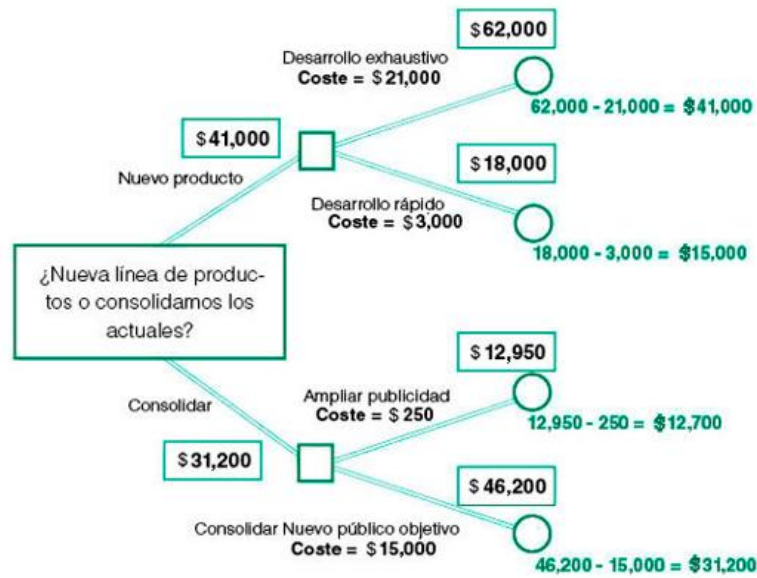 $62,000
Desarrollo exhaustivo
Coste = $21,000
62,000 - 21,000 = $41,000
$41,000
Nuevo producto
$18,000
Desarrollo rápido
Coste = $3,000
18,000 - 3,000 = $15,000
¿Nueva línea de produc-
tos o consolidamos los
actuales?
$12,950
Consolidar
Ampliar publicidad
Coste = $250
12,950 - 250 = $12,700
$31,200
$46,200
Consolidar Nuevo público objetivo
Coste = $15,000
46,200 - 15,000 = $31,200